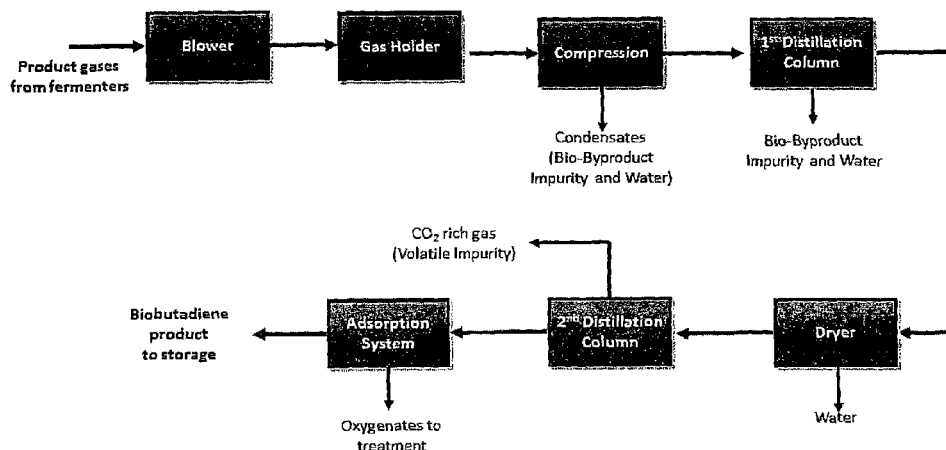 Product gases
from fermenters
Blower
Gas Holder
Compression
1st Distillation
Column
Condensates
(Bio-Byproduct
Impurity and Water)
Bio-Byproduct
Impurity and Water
CO₂ rich gas
(Volatile Impurity)
Biobutadiene
product
to storage
Adsorption
System
2nd Distillation
Column
Dryer
Oxygenates to
treatment
Water